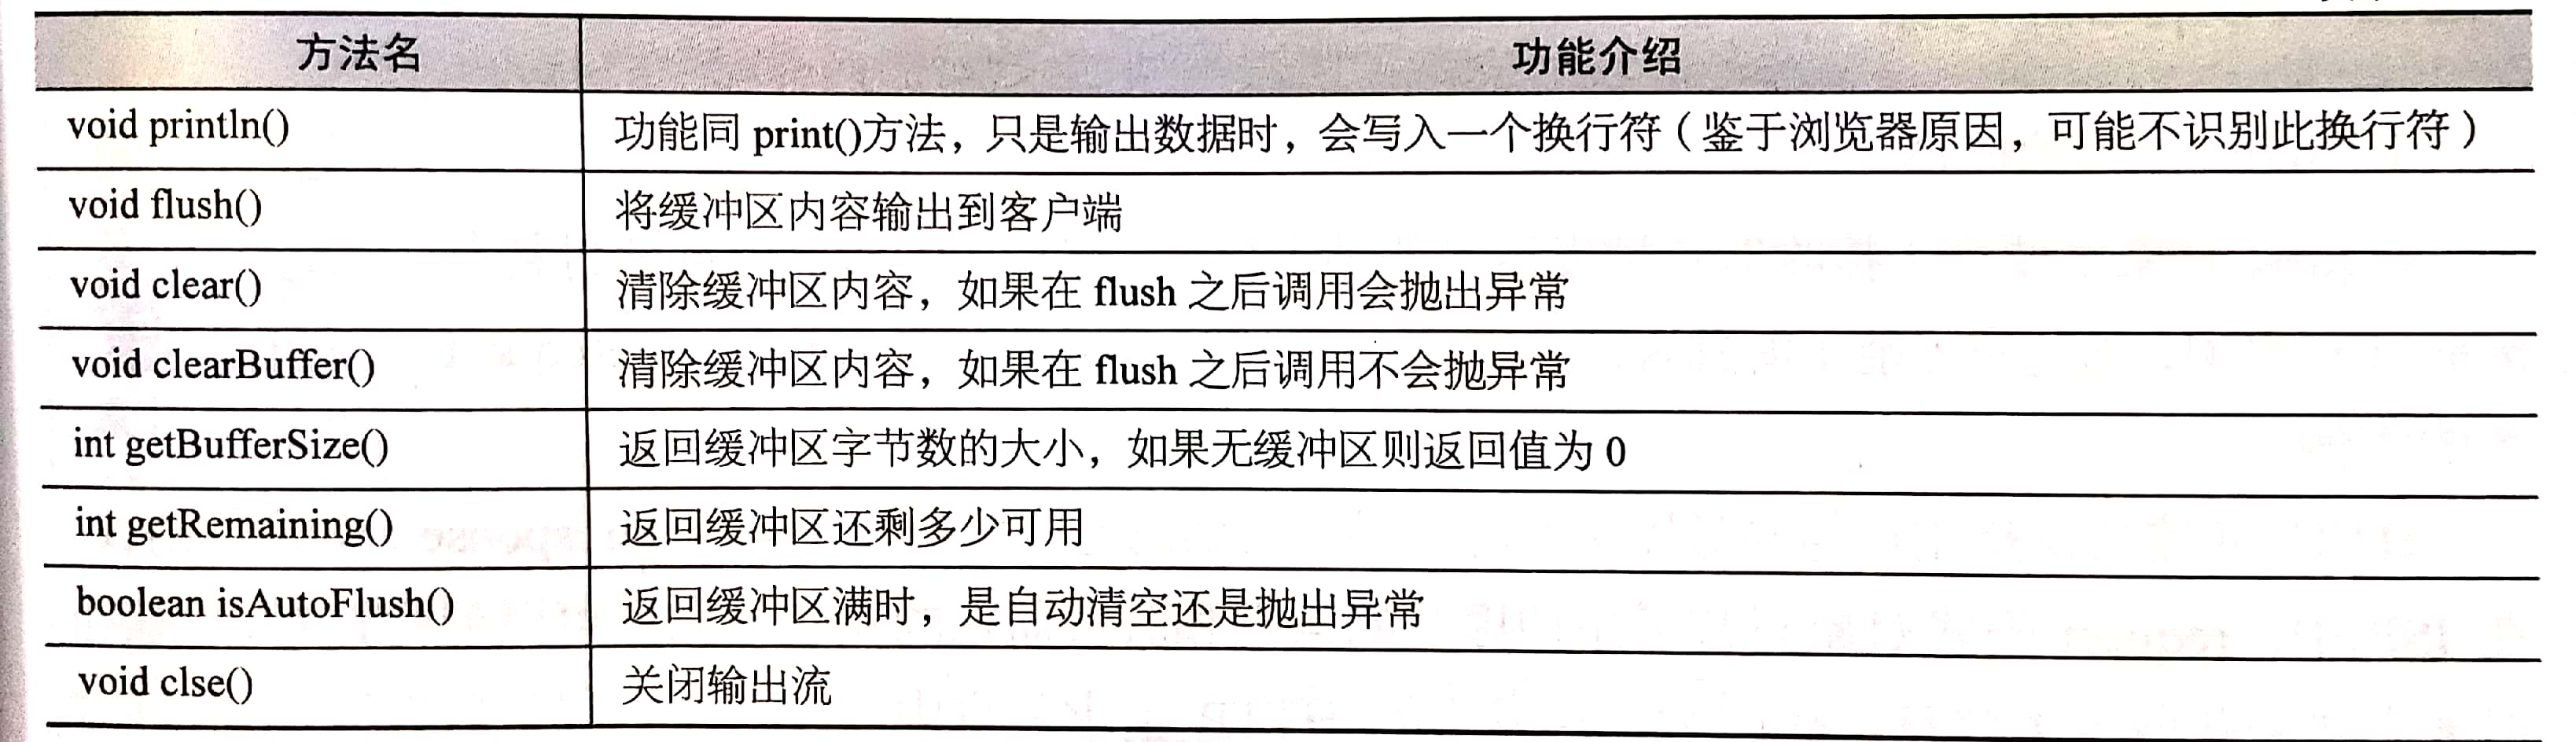 方法名 功能介绍
void println() 功能同 print()方法，只是输出数据时，会写入一个换行符（鉴于浏览器原因，可能不识别此换行符）
void flush() 将缓冲区内容输出到客户端
void clear() 清除缓冲区内容，如果在 flush 之后调用会抛出异常
void clearBuffer() 清除缓冲区内容，如果在 flush 之后调用不会抛异常
int getBufferSize() 返回缓冲区字节数的大小，如果无缓冲区则返回值为 0
int getRemaining() 返回缓冲区还剩多少可用
boolean isAutoFlush() 返回缓冲区满时，是自动清空还是抛出异常
void clse() 关闭输出流